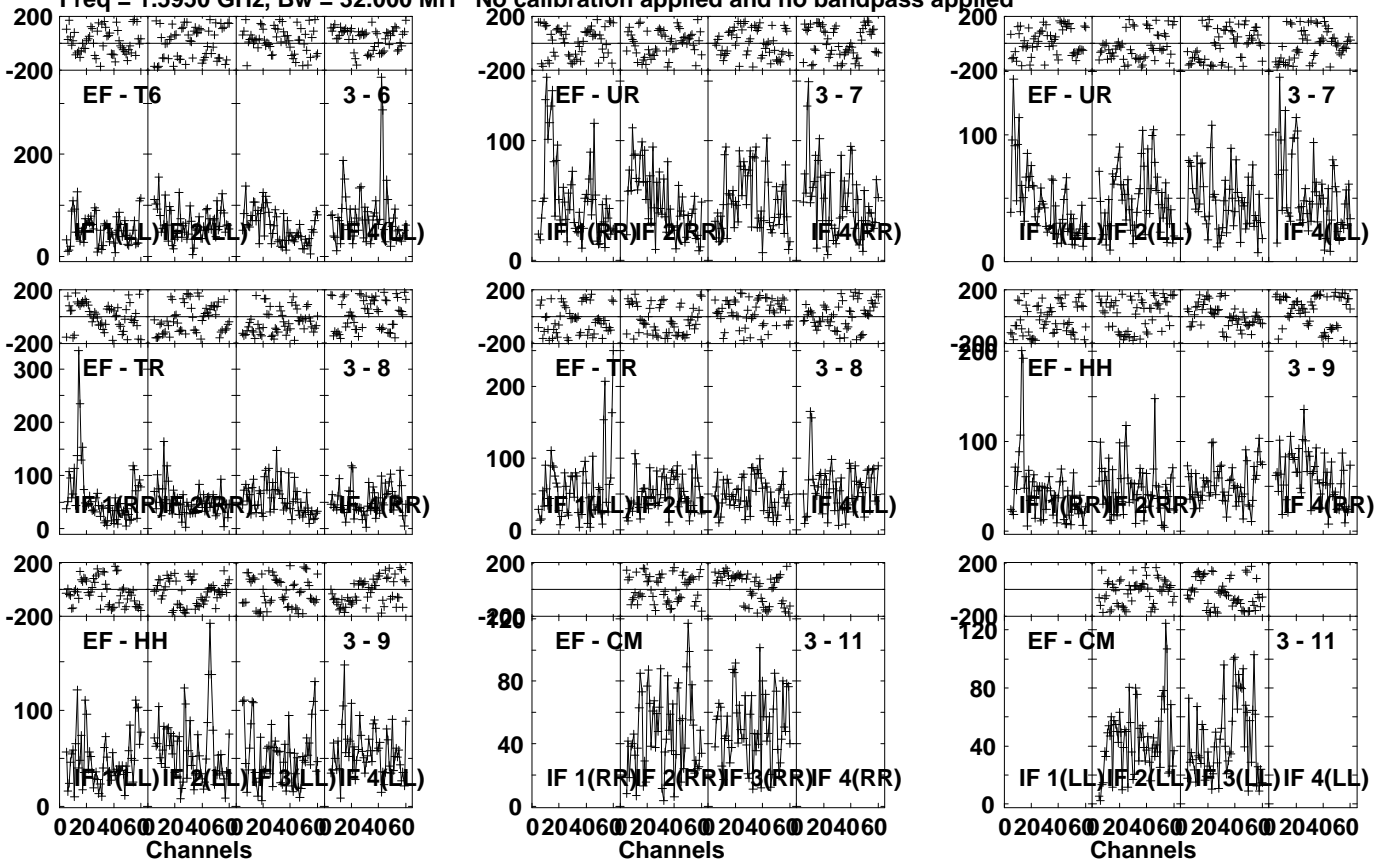 Freq = 1.5950 GHz, Bw = 32.000 MH No calibration applied and no bandpass applied
200
-200
EF - T6 3 - 6
200
0
IF 1(LL) IF 2(LL) IF 4(LL)
EF - UR 3 - 7
100
0
IF 1(RR) IF 2(RR) IF 4(RR)
200
-200
EF - UR 3 - 7
100
0
IF 1(LL) IF 2(LL) IF 4(LL)
200
-200
EF - TR 3 - 8
300
200
100
0
IF 1(RR) IF 2(RR) IF 4(RR)
200
-200
EF - TR 3 - 8
200
100
0
IF 1(LL) IF 2(LL) IF 4(LL)
200
-200
200
EF - HH 3 - 9
100
0
IF 1(RR) IF 2(RR) IF 4(RR)
200
-200
EF - HH 3 - 9
100
0
IF 1(LL) IF 2(LL) IF 3(LL) IF 4(LL)
0 20 40 60 0 20 40 60 0 20 40 60 0 20 40 60
Channels
200
-200
120
EF - CM 3 - 11
80
40
0
IF 1(RR) IF 2(RR) IF 3(RR) IF 4(RR)
0 20 40 60 0 20 40 60 0 20 40 60 0 20 40 60
Channels
200
-200
120
EF - CM 3 - 11
80
40
0
IF 1(LL) IF 2(LL) IF 3(LL) IF 4(LL)
0 20 40 60 0 20 40 60 0 20 40 60 0 20 40 60
Channels